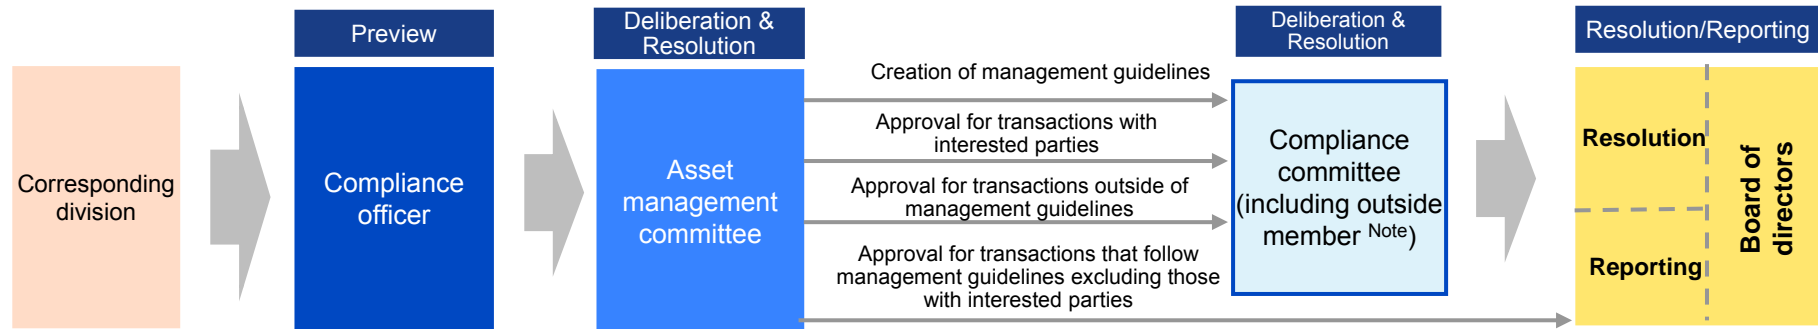 Preview
Deliberation &
Resolution
Deliberation &
Resolution
Resolution/Reporting
Corresponding
division
Compliance
officer
Asset
management
committee
Creation of management guidelines
Approval for transactions with
interested parties
Approval for transactions outside of
management guidelines
Approval for transactions that follow
management guidelines excluding those
with interested parties
Compliance
committee
(including outside
member Note)
Resolution
Reporting
Board of
directors